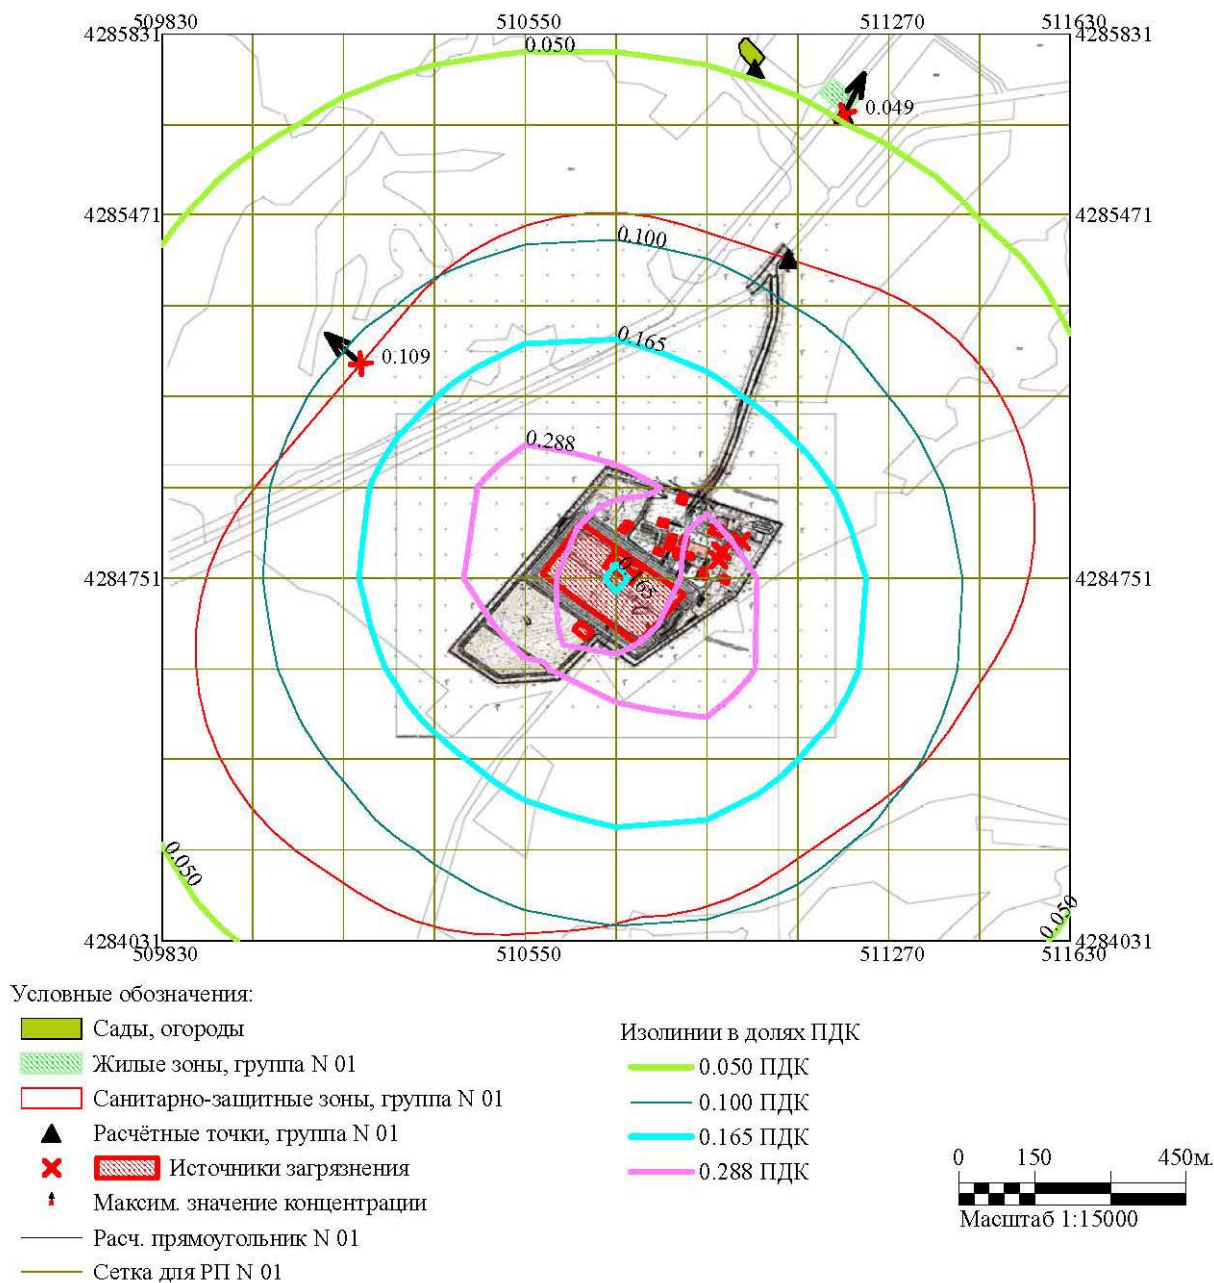 509830 510550 511270 511630
4285831 4285831
0.050
0.049
4285471 4285471
0.100
0.165
0.109
0.288
4284751 0.165 4284751
0.050 0.050
4284031 4284031
509830 510550 511270 511630
Условные обозначения:
Сады, огороды
Жилые зоны, группа N 01
Санитарно-защитные зоны, группа N 01
Расчётные точки, группа N 01
Источники загрязнения
Максим. значение концентрации
Расч. прямоугольник N 01
Сетка для РП N 01
Изолинии в долях ПДК
0.050 ПДК
0.100 ПДК
0.165 ПДК
0.288 ПДК
0 150 450м.
Масштаб 1:15000